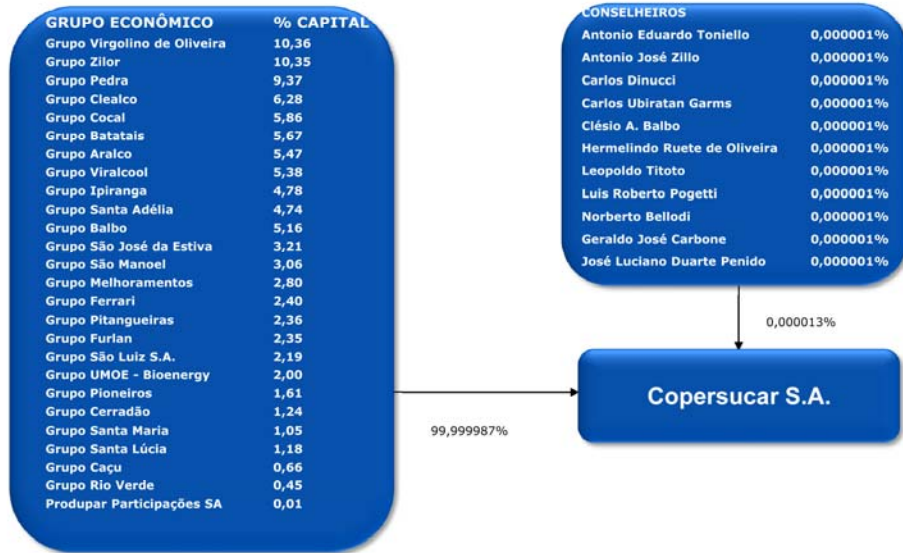 GRUPO ECONÔMICO % CAPITAL
Grupo Virgolino de Oliveira 10,36
Grupo Zilor 10,35
Grupo Pedra 9,37
Grupo Clealco 6,28
Grupo Cocal 5,86
Grupo Batatais 5,67
Grupo Aralco 5,47
Grupo Viralcool 5,38
Grupo Ipiranga 4,78
Grupo Santa Adélia 4,74
Grupo Balbo 5,16
Grupo São José da Estiva 3,21
Grupo São Manoel 3,06
Grupo Melhoramentos 2,80
Grupo Ferrari 2,40
Grupo Pitangueiras 2,36
Grupo Furlan 2,35
Grupo São Luiz S.A. 2,19
Grupo UMOE - Bioenergy 2,00
Grupo Pioneiros 1,61
Grupo Cerradão 1,24
Grupo Santa Maria 1,05
Grupo Santa Lúcia 1,18
Grupo Caçu 0,66
Grupo Rio Verde 0,45
Produpar Participações SA 0,01
CONSELHEIROS
Antonio Eduardo Toniello 0,000001%
Antonio José Zillo 0,000001%
Carlos Dinucci 0,000001%
Carlos Ubiratan Garms 0,000001%
Clésio A. Balbo 0,000001%
Hermelindo Ruete de Oliveira 0,000001%
Leopoldo Titoto 0,000001%
Luis Roberto Pogetti 0,000001%
Norberto Bellodi 0,000001%
Geraldo José Carbone 0,000001%
José Luciano Duarte Penido 0,000001%
0,000013%
99,999987%
Copersucar S.A.